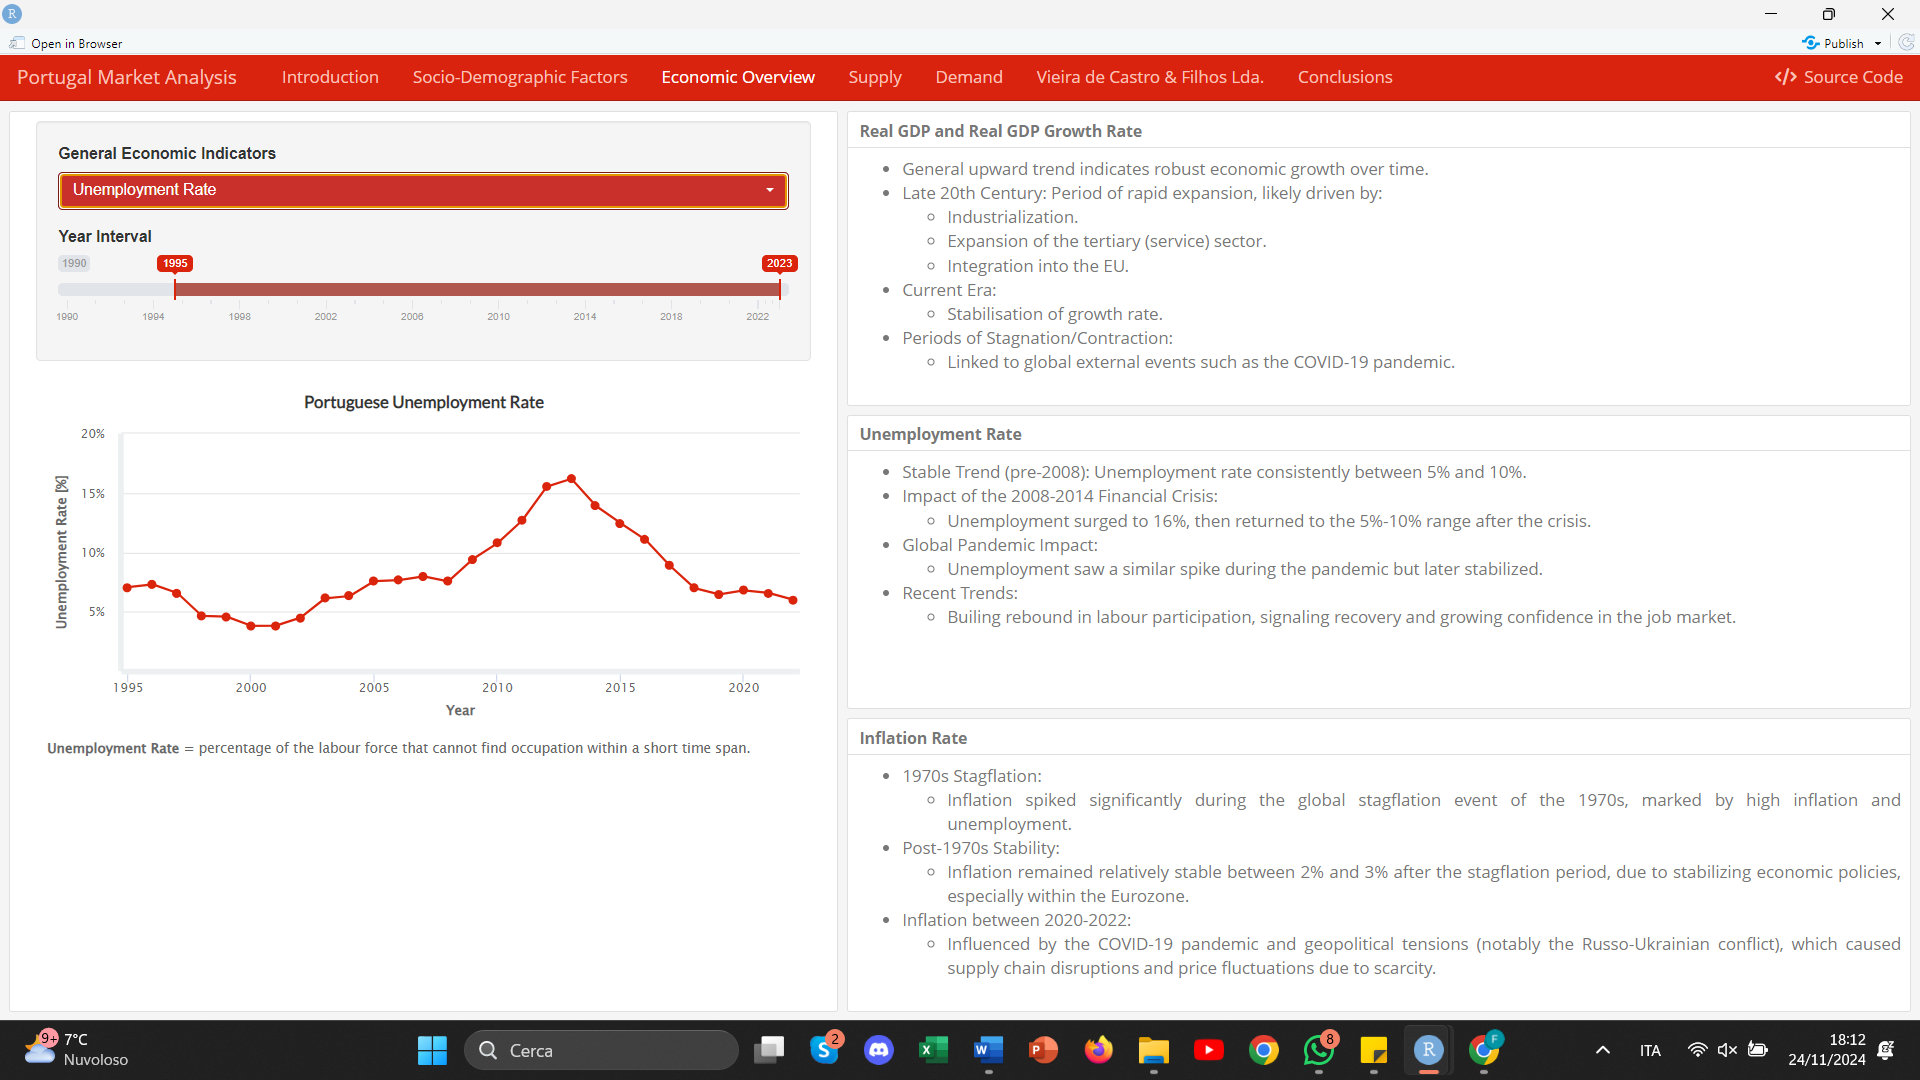 R
Open in Browser
Publish
Portugal Market Analysis
Introduction
Socio-Demographic Factors
Economic Overview
Supply
Demand
Vieira de Castro & Filhos Lda.
Conclusions
</> Source Code
General Economic Indicators
Unemployment Rate
Year Interval
1990
1995
2023
1990 1994 1998 2002 2006 2010 2014 2018 2022
Portuguese Unemployment Rate
Unemployment Rate [%]
20%
15%
10%
5%
1995 2000 2005 2010 2015 2020
Year
Unemployment Rate = percentage of the labour force that cannot find occupation within a short time span.
Real GDP and Real GDP Growth Rate
General upward trend indicates robust economic growth over time.
Late 20th Century: Period of rapid expansion, likely driven by:
Industrialization.
Expansion of the tertiary (service) sector.
Integration into the EU.
Current Era:
Stabilisation of growth rate.
Periods of Stagnation/Contraction:
Linked to global external events such as the COVID-19 pandemic.
Unemployment Rate
Stable Trend (pre-2008): Unemployment rate consistently between 5% and 10%.
Impact of the 2008-2014 Financial Crisis:
Unemployment surged to 16%, then returned to the 5%-10% range after the crisis.
Global Pandemic Impact:
Unemployment saw a similar spike during the pandemic but later stabilized.
Recent Trends:
Builing rebound in labour participation, signaling recovery and growing confidence in the job market.
Inflation Rate
1970s Stagflation:
Inflation spiked significantly during the global stagflation event of the 1970s, marked by high inflation and
unemployment.
Post-1970s Stability:
Inflation remained relatively stable between 2% and 3% after the stagflation period, due to stabilizing economic policies,
especially within the Eurozone.
Inflation between 2020-2022:
Influenced by the COVID-19 pandemic and geopolitical tensions (notably the Russo-Ukrainian conflict), which caused
supply chain disruptions and price fluctuations due to scarcity.
9+
7°C
Nuvoloso
Cerca
S
2
X
W
P
8
R
F
ITA
18:12
24/11/2024